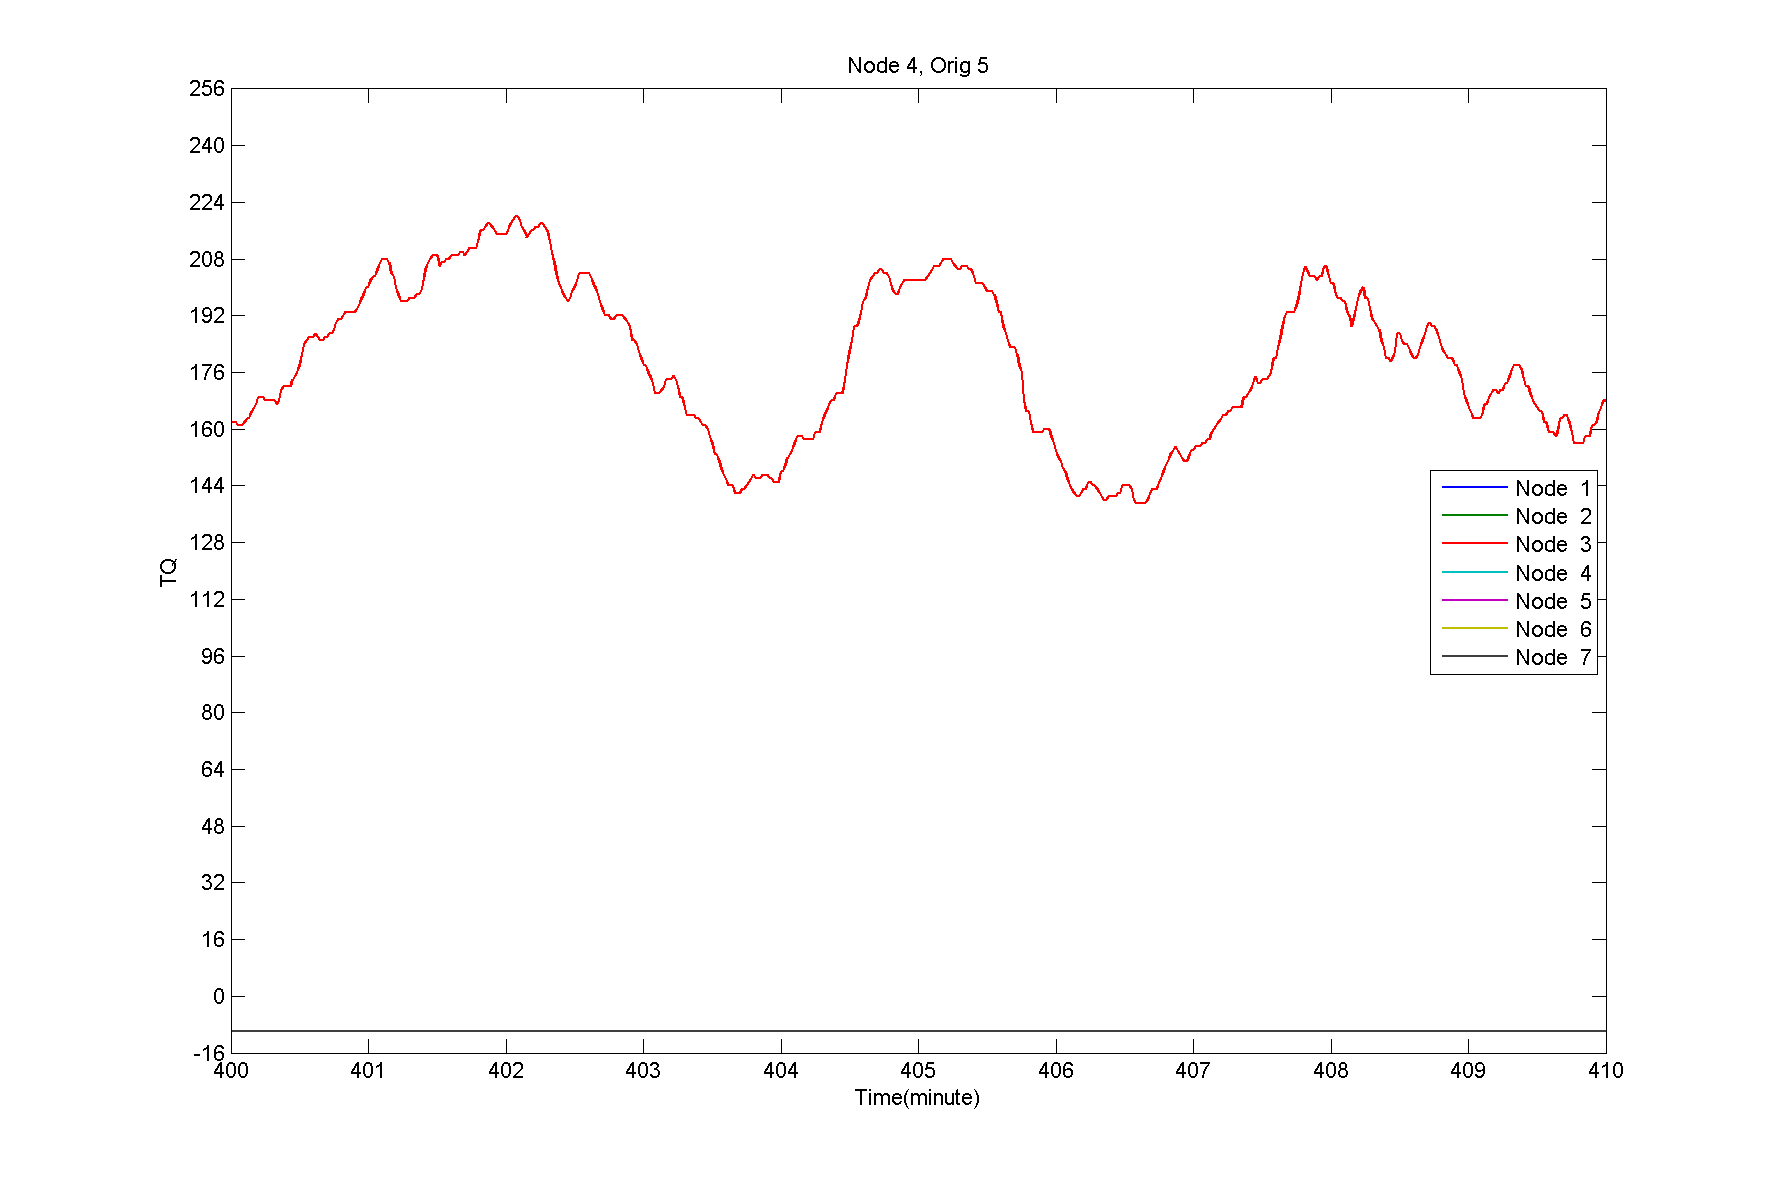 Node 4, Orig 5
256
240
224
208
192
176
160
144
128
112
96
80
64
48
32
16
0
-16
TQ
400 401 402 403 404 405 406 407 408 409 410
Time(minute)
Node 1
Node 2
Node 3
Node 4
Node 5
Node 6
Node 7